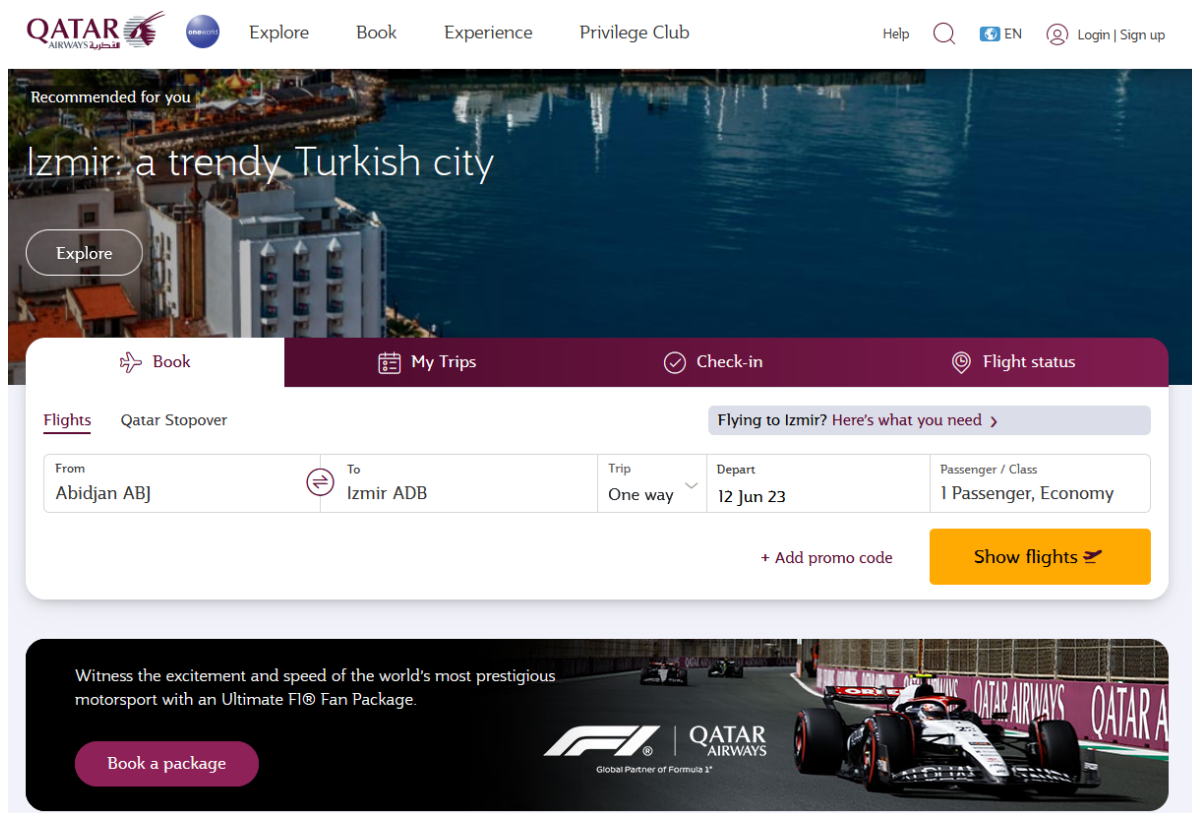 QATAR
AIRWAYS القطرية
oneworld
Explore
Book
Experience
Privilege Club
Help
EN
Login | Sign up
Recommended for you
Izmir: a trendy Turkish city
Explore
Book
My Trips
Check-in
Flight status
Flights
Qatar Stopover
Flying to Izmir? Here's what you need >
From
Abidjan ABJ
To
Izmir ADB
Trip
One way
Depart
12 Jun 23
Passenger / Class
1 Passenger, Economy
+ Add promo code
Show flights
Witness the excitement and speed of the world's most prestigious
motorsport with an Ultimate F1® Fan Package.
Book a package
F1®
QATAR
AIRWAYS
Global Partner of Formula 1®
ORLEN
QATAR AIRWAYS
QATAR A